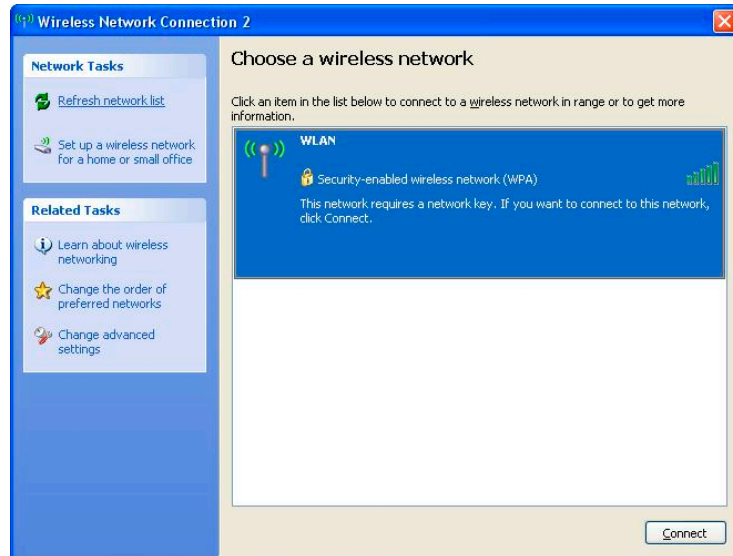 Wireless Network Connection 2
Network Tasks
Refresh network list
Set up a wireless network
for a home or small office
Related Tasks
Learn about wireless
networking
Change the order of
preferred networks
Change advanced
settings
Choose a wireless network
Click an item in the list below to connect to a wireless network in range or to get more
information.
WLAN
Security-enabled wireless network (WPA)
This network requires a network key. If you want to connect to this network,
click Connect.
Connect